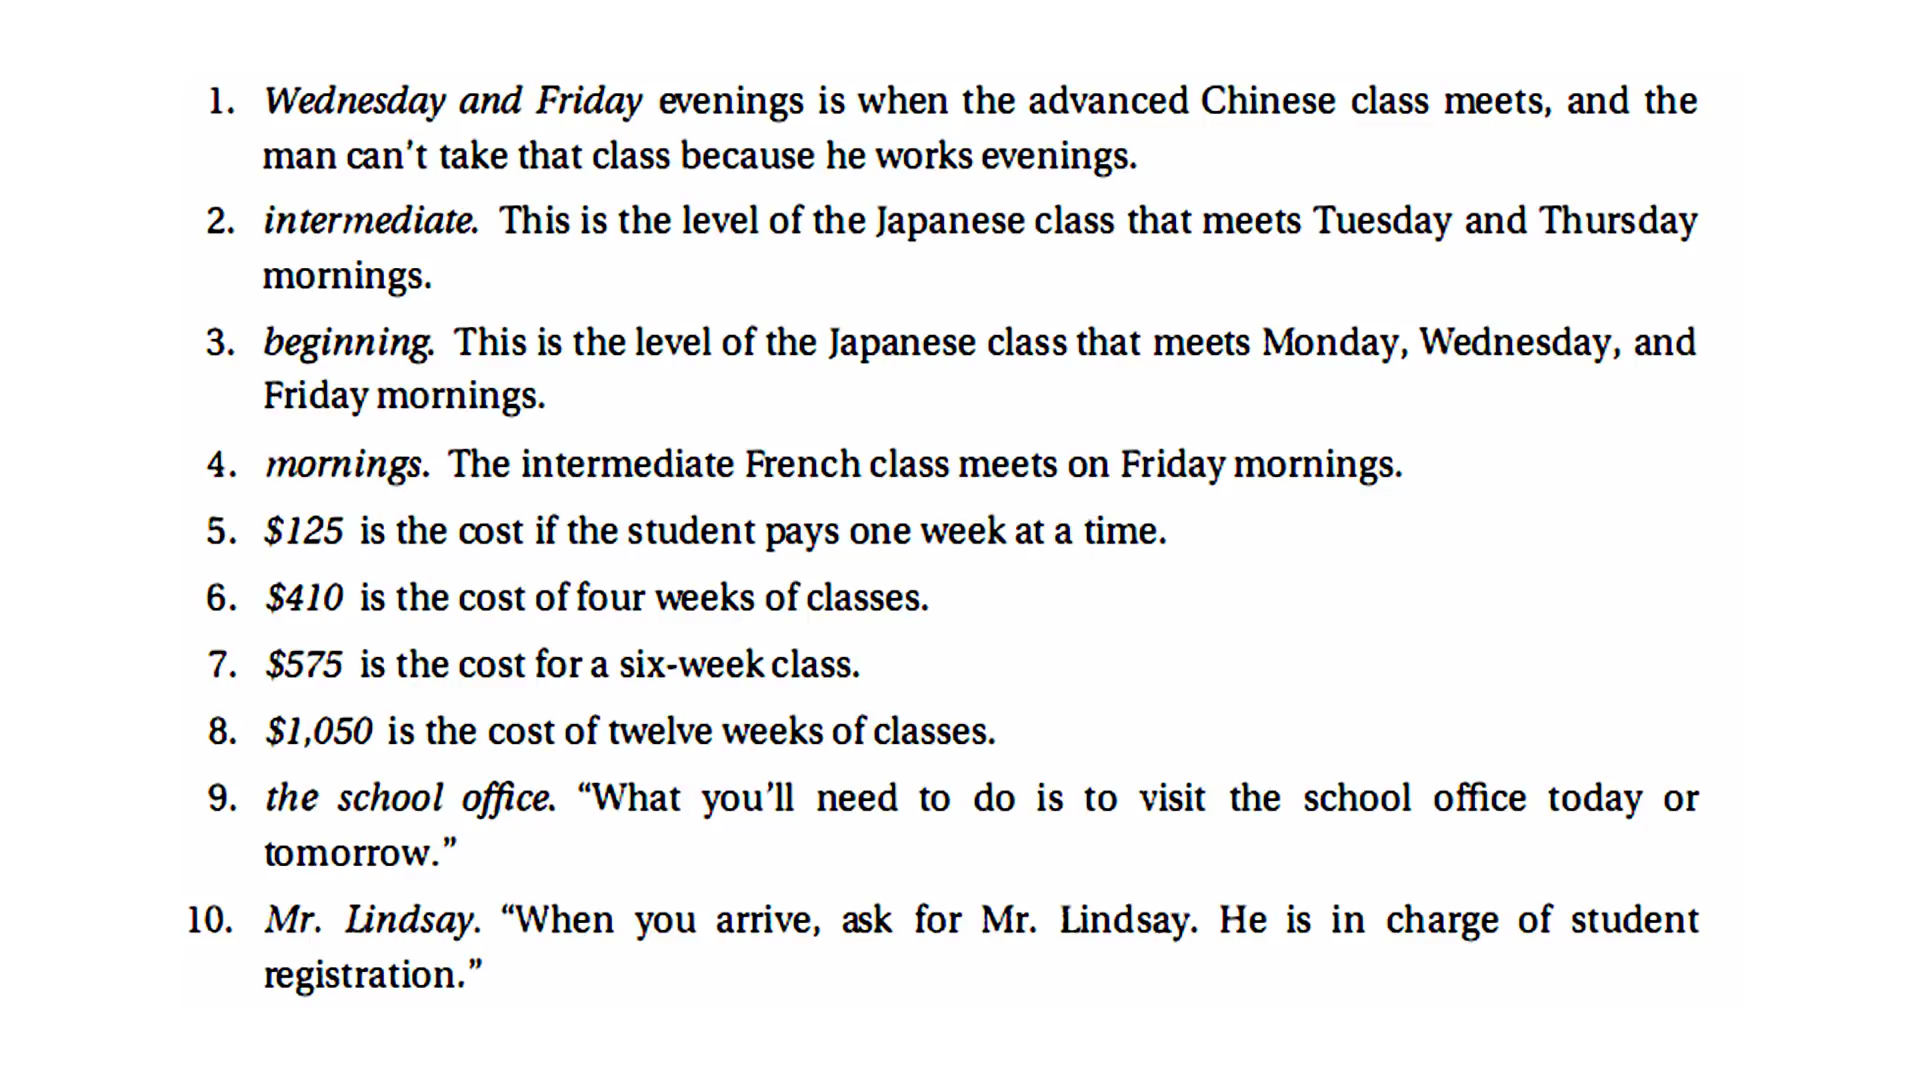 1. Wednesday and Friday evenings is when the advanced Chinese class meets, and the
man can’t take that class because he works evenings.
2. intermediate. This is the level of the Japanese class that meets Tuesday and Thursday
mornings.
3. beginning. This is the level of the Japanese class that meets Monday, Wednesday, and
Friday mornings.
4. mornings. The intermediate French class meets on Friday mornings.
5. $125 is the cost if the student pays one week at a time.
6. $410 is the cost of four weeks of classes.
7. $575 is the cost for a six-week class.
8. $1,050 is the cost of twelve weeks of classes.
9. the school office. “What you’ll need to do is to visit the school office today or
tomorrow.”
10. Mr. Lindsay. “When you arrive, ask for Mr. Lindsay. He is in charge of student
registration.”